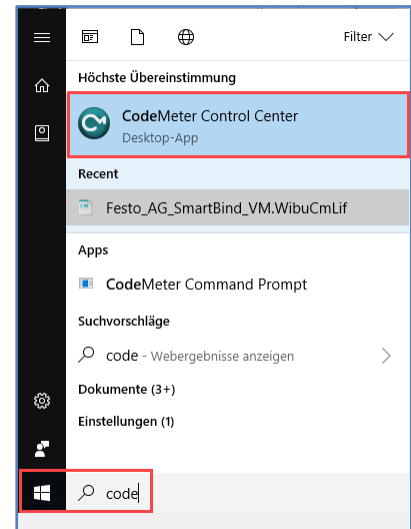 Filter
Höchste Übereinstimmung
CodeMeter Control Center
Desktop-App
Recent
Festo_AG_SmartBind_VM.WibuCmLif
Apps
CodeMeter Command Prompt
Suchvorschläge
code - Webergebnisse anzeigen
Dokumente (3+)
Einstellungen (1)
code